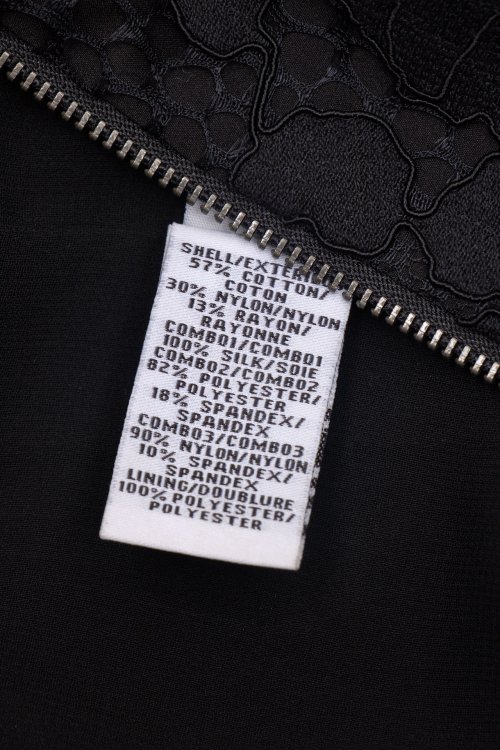 SHELL/EXTERI
57% COTTON/
COTON
30% NYLON/NYLON
13% RAYON/
RAYONNE
COMBO1/COMBO1
100% SILK/SOIE
COMBO2/COMBO2
82% POLYESTER/
POLYESTER
18% SPANDEX/
SPANDEX
COMBO3/COMBO3
90% NYLON/NYLON
10% SPANDEX/
SPANDEX
LINING/DOUBLURE
100% POLYESTER/
POLYESTER